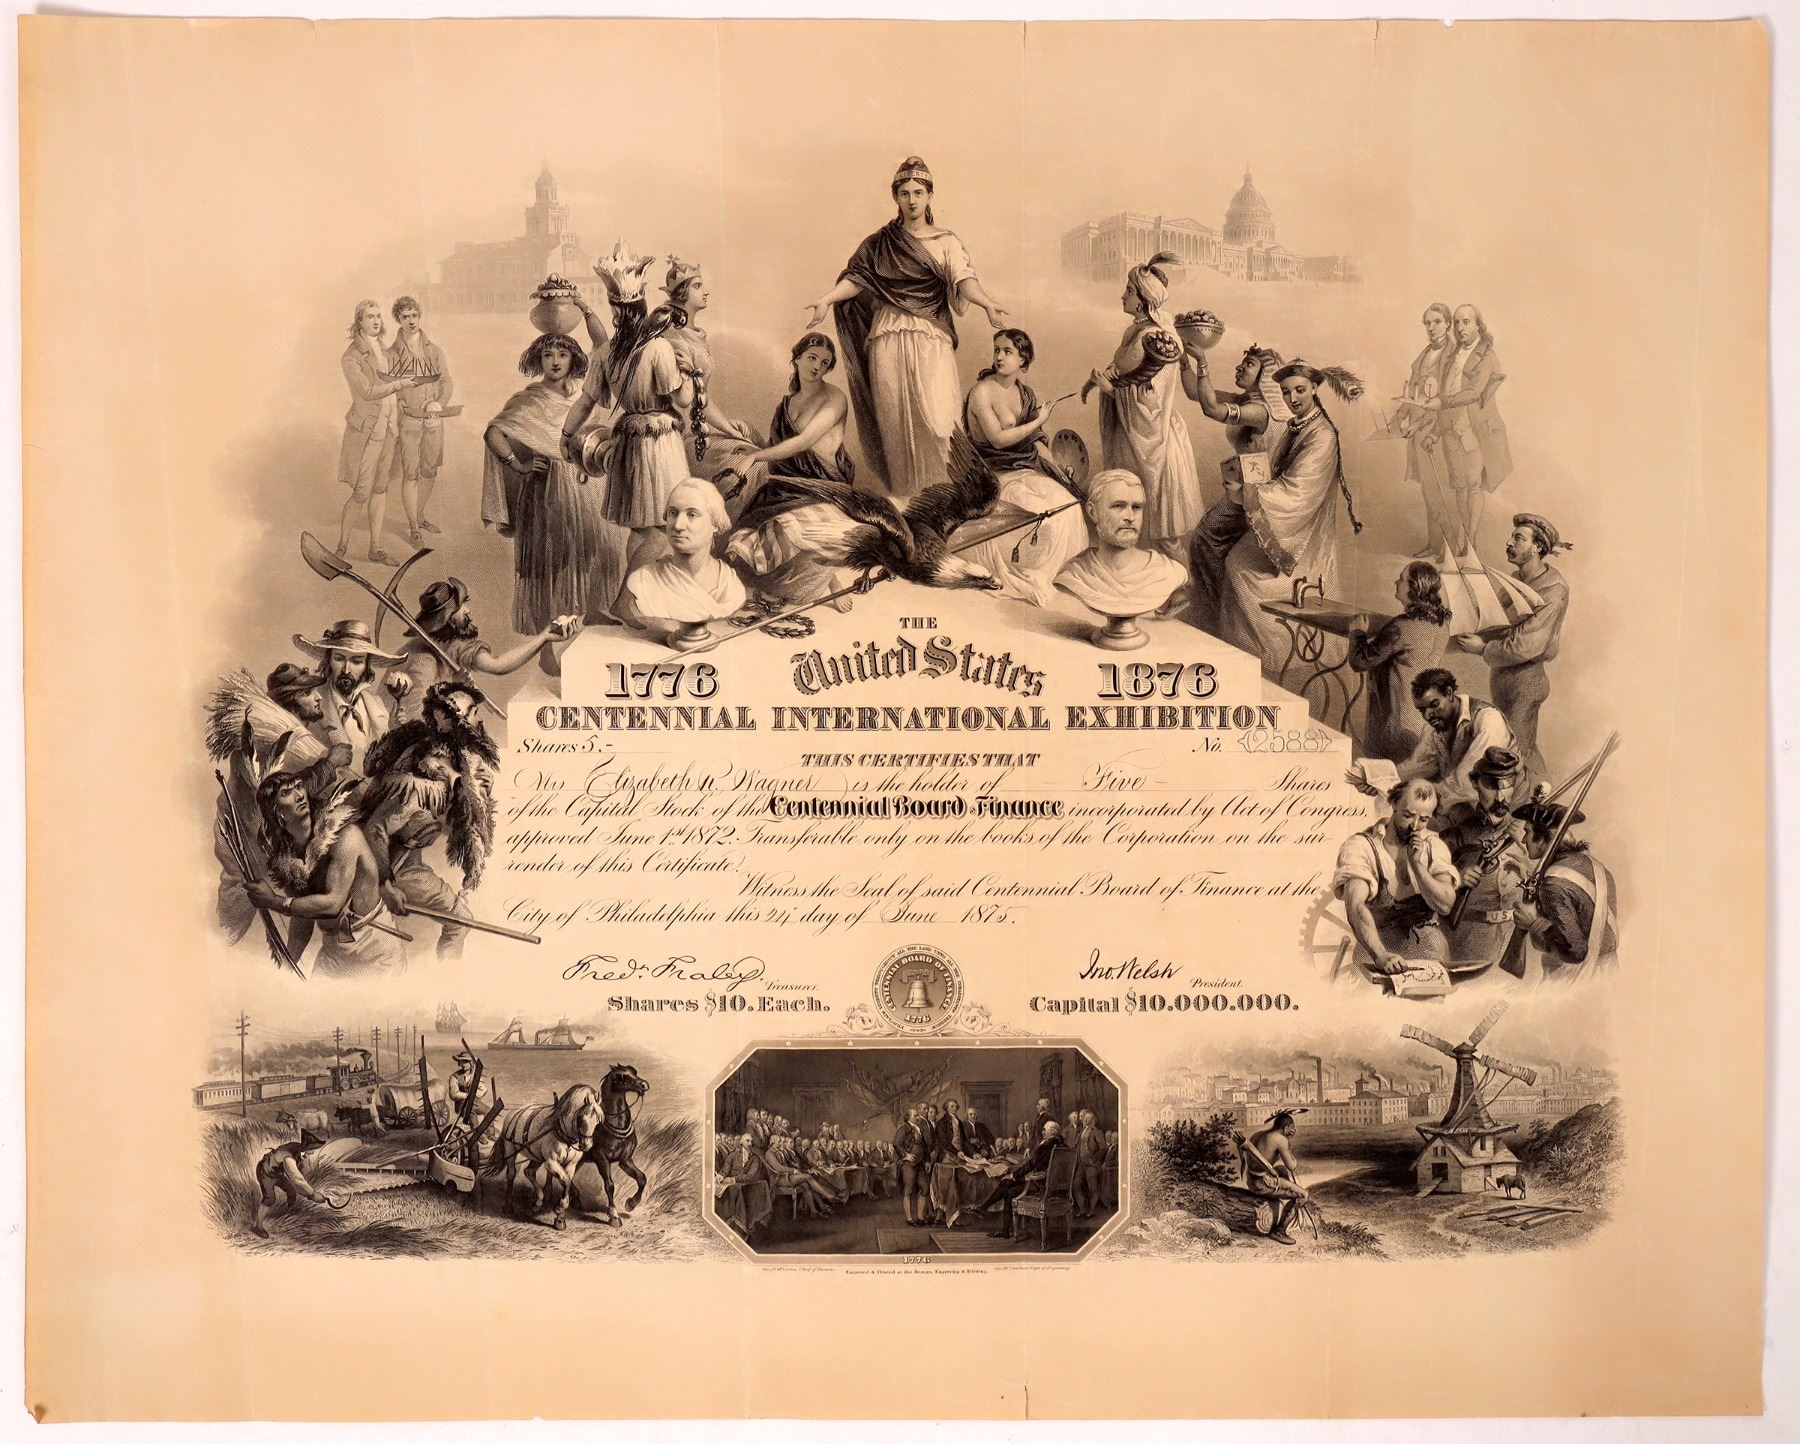 THE
United States
1776 1876
CENTENNIAL INTERNATIONAL EXHIBITION
Shares 5.- No. 12588
THIS CERTIFIES THAT
Elizabeth Wagner is the holder of - Five - Shares
of the Capital Stock of the Centennial Board of Finance incorporated by Act of Congress,
approved June 1st 1872. Transferable only on the books of the Corporation on the sur-
render of this Certificate.
Witness the Seal of said Centennial Board of Finance at the
City of Philadelphia this 24 day of June 1875.
Fredk. Fraley. Treasurer. Jno. Welsh President.
Shares $10. Each. Capital $10.000.000.
CENTENNIAL BOARD OF FINANCE
1776
U S
1776
Engraved & Printed at the Bureau, Engraving & Printing.